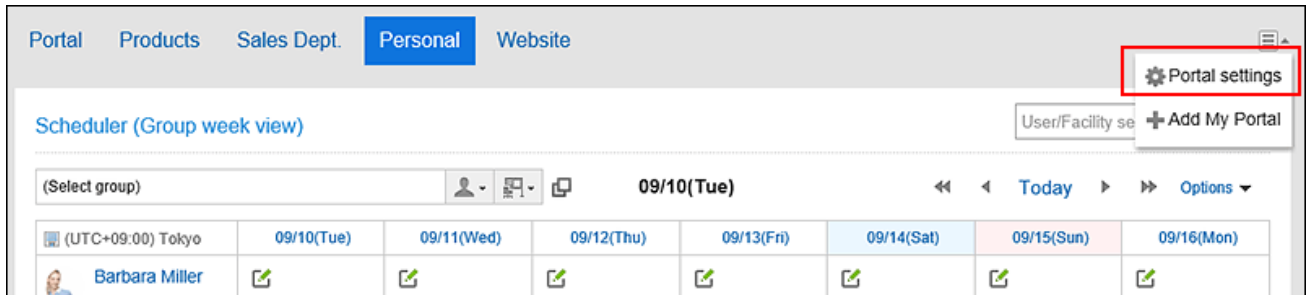 Portal Products Sales Dept. Personal Website
Portal settings
Add My Portal
Scheduler (Group week view) User/Facility se
(Select group) 09/10(Tue) Today Options
(UTC+09:00) Tokyo 09/10(Tue) 09/11(Wed) 09/12(Thu) 09/13(Fri) 09/14(Sat) 09/15(Sun) 09/16(Mon)
Barbara Miller